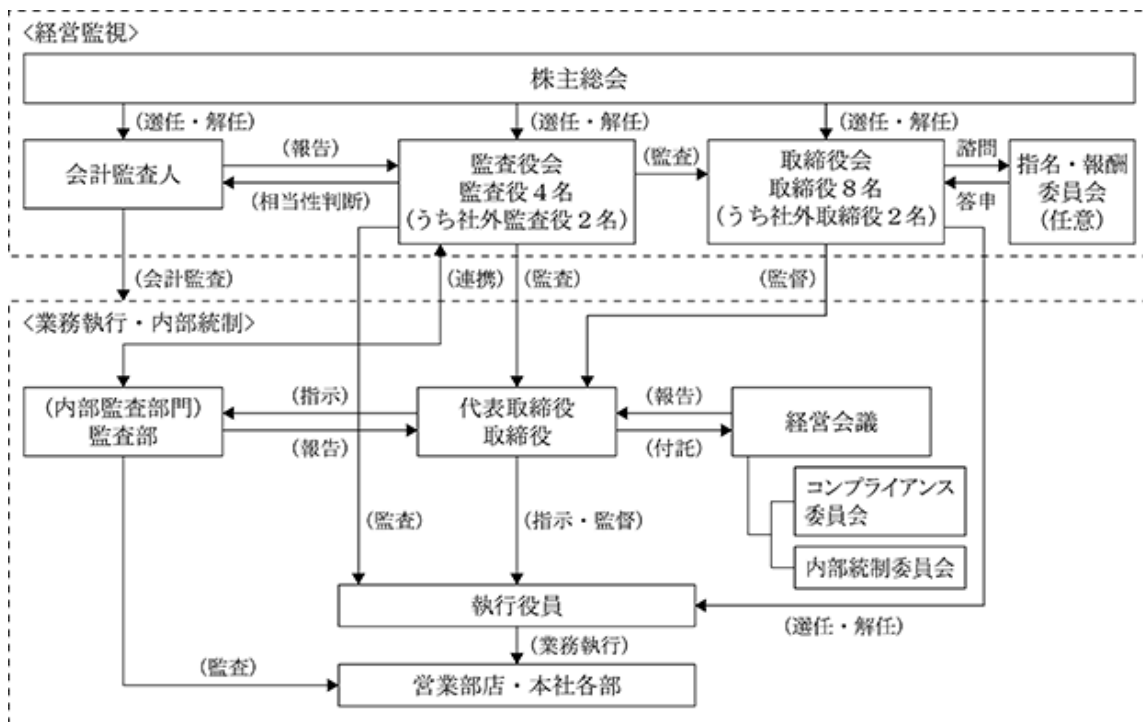 <経営監視>
株主総会
(選任・解任)
(選任・解任)
(選任・解任)
会計監査人
(報告)
(相当性判断)
監査役会
監査役4名
(うち社外監査役2名)
(監査)
取締役会
取締役8名
(うち社外取締役2名)
諮問
答申
指名・報酬
委員会
(任意)
(会計監査)
(連携)
(監査)
(監督)
<業務執行・内部統制>
(内部監査部門)
監査部
(指示)
(報告)
代表取締役
取締役
(報告)
(付託)
経営会議
コンプライアンス
委員会
内部統制委員会
(監査)
(指示・監督)
執行役員
(選任・解任)
(業務執行)
(監査)
営業部店・本社各部